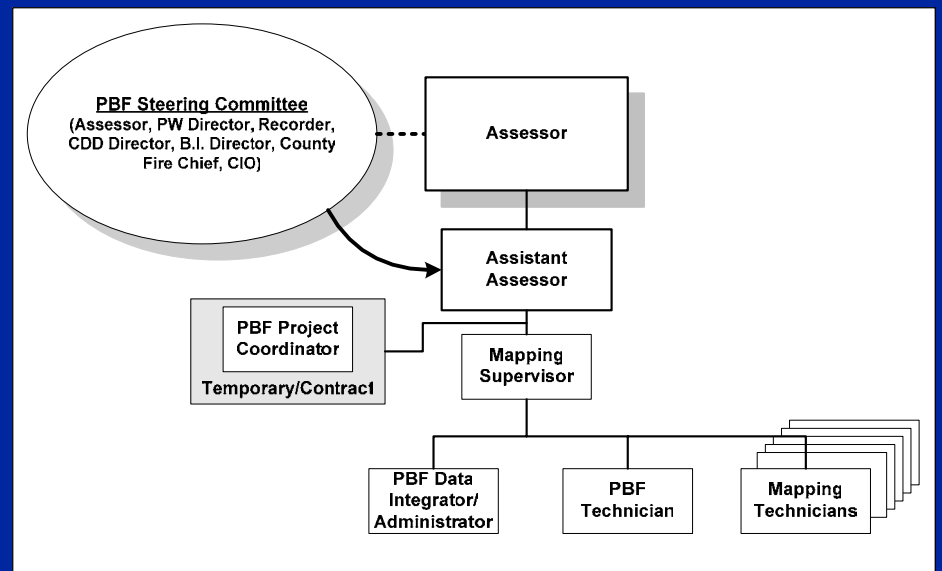 PBF Steering Committee
(Assessor, PW Director, Recorder,
CDD Director, B.I. Director, County
Fire Chief, CIO)
Assessor
Assistant
Assessor
PBF Project
Coordinator
Temporary/Contract
Mapping
Supervisor
PBF Data
Integrator/
Administrator
PBF
Technician
Mapping
Technicians